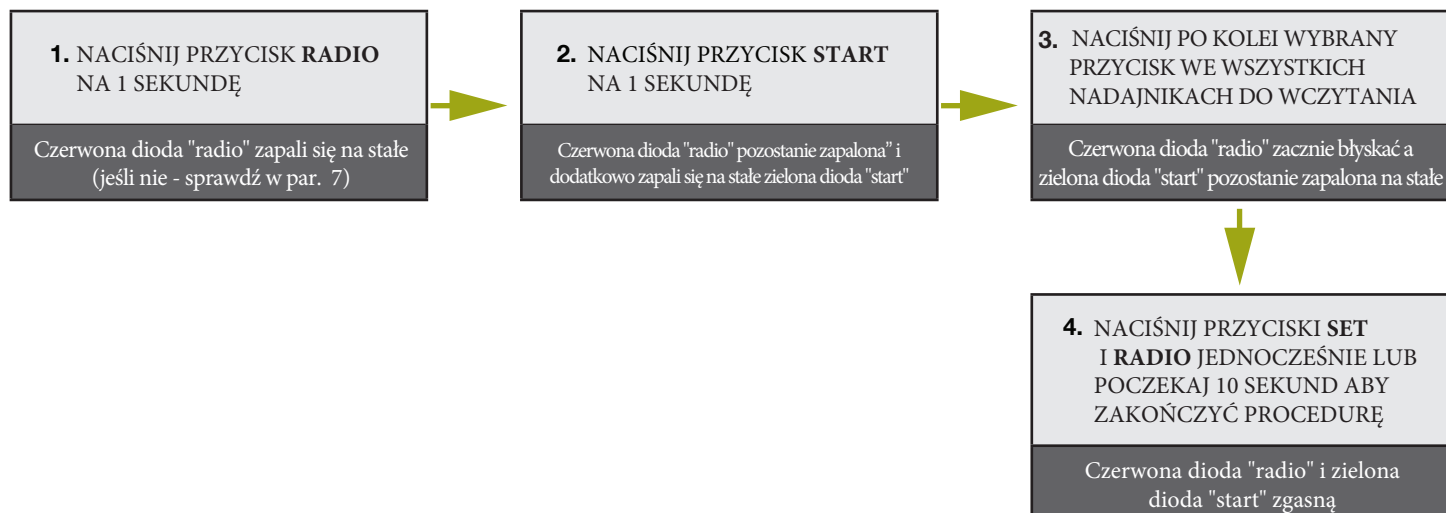 1. NACIŚNIJ PRZYCISK RADIO
NA 1 SEKUNDĘ
Czerwona dioda "radio" zapali się na stałe
(jeśli nie - sprawdź w par. 7)
2. NACIŚNIJ PRZYCISK START
NA 1 SEKUNDĘ
Czerwona dioda "radio" pozostanie zapalona” i
dodatkowo zapali się na stałe zielona dioda "start"
3. NACIŚNIJ PO KOLEI WYBRANY
PRZYCISK WE WSZYSTKICH
NADAJNIKACH DO WCZYTANIA
Czerwona dioda "radio" zacznie błyskać a
zielona dioda "start" pozostanie zapalona na stałe
4. NACIŚNIJ PRZYCISKI SET
I RADIO JEDNOCZEŚNIE LUB
POCZEKAJ 10 SEKUND ABY
ZAKOŃCZYĆ PROCEDURĘ
Czerwona dioda "radio" i zielona
dioda "start" zgasną